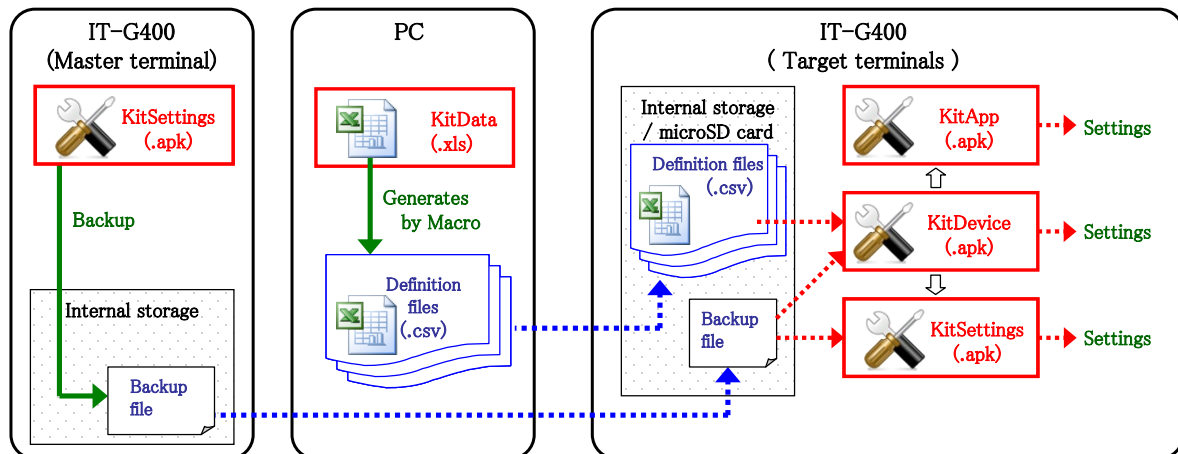 IT-G400
(Master terminal)
KitSettings
(.apk)
Backup
Internal storage
Backup
file
PC
KitData
(.xls)
Generates
by Macro
Definition
files
(.csv)
IT-G400
( Target terminals )
Internal storage
/ microSD card
Definition files
(.csv)
Backup
file
KitApp
(.apk)
Settings
KitDevice
(.apk)
Settings
KitSettings
(.apk)
Settings